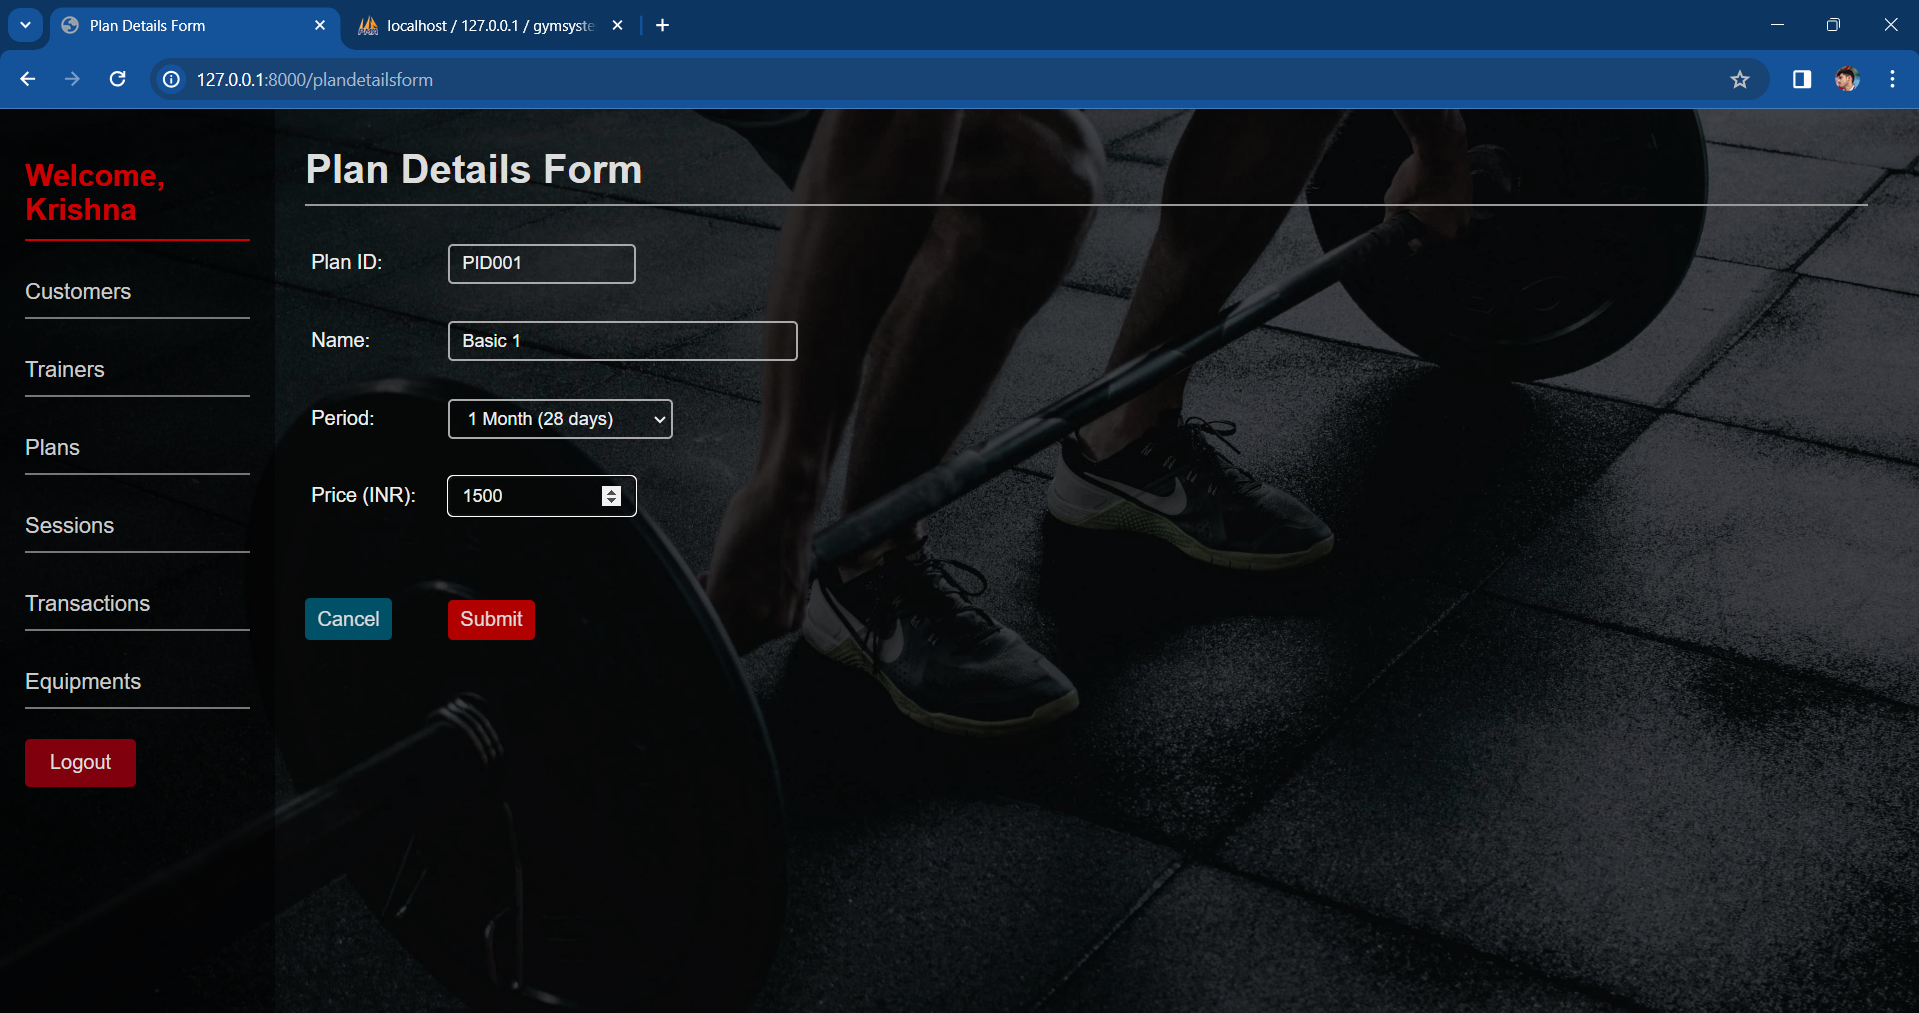 Plan Details Form
localhost / 127.0.0.1 / gymsyste
127.0.0.1:8000/plandetailsform
Welcome,
Krishna
Customers
Trainers
Plans
Sessions
Transactions
Equipments
Logout
Plan Details Form
Plan ID: PID001
Name: Basic 1
Period: 1 Month (28 days)
Price (INR): 1500
Cancel Submit